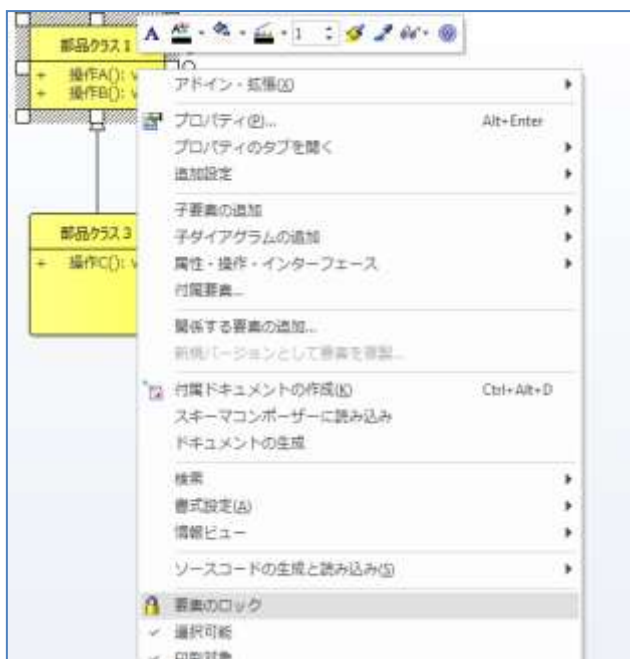 部品クラス1
+ 操作A(): v
+ 操作B(): v
部品クラス3
+ 操作C(): v
A
1
アドイン・拡張(X)
プロパティ(P)... Alt+Enter
プロパティのタブを開く
追加設定
子要素の追加
子ダイアグラムの追加
属性・操作・インターフェース
付属要素...
関係する要素の追加...
新規バージョンとして要素を複製...
付属ドキュメントの作成(K) Ctrl+Alt+D
スキーマコンポーザーに読み込み
ドキュメントの生成
検索
書式設定(A)
情報ビュー
ソースコードの生成と読み込み(S)
要素のロック
選択可能
印刷対象